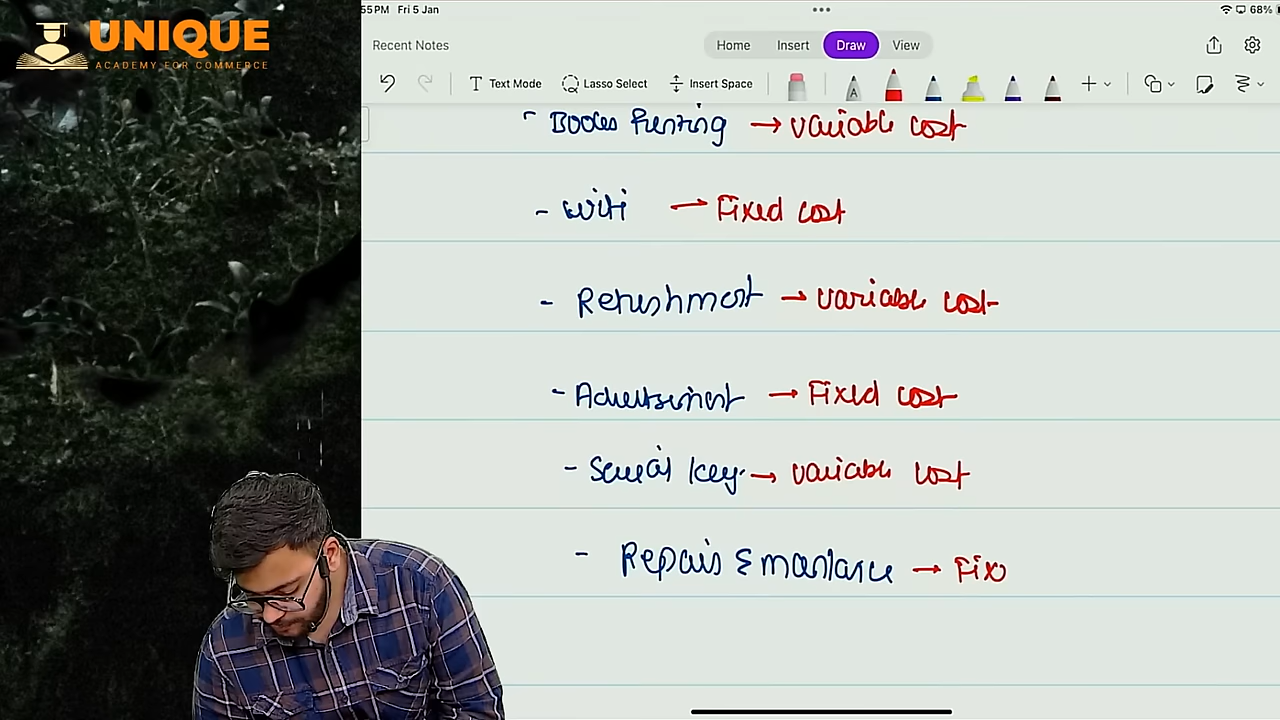 UNIQUE
ACADEMY FOR COMMERCE
55 PM Fri 5 Jan
68%
Recent Notes
Home Insert Draw View
Text Mode Lasso Select Insert Space
A
- Books Printing → variable cost
- Wifi → Fixed cost
- Refreshment → variable cost
- Advertisement → Fixed cost
- Serial key → variable cost
- Repairs & → Fix